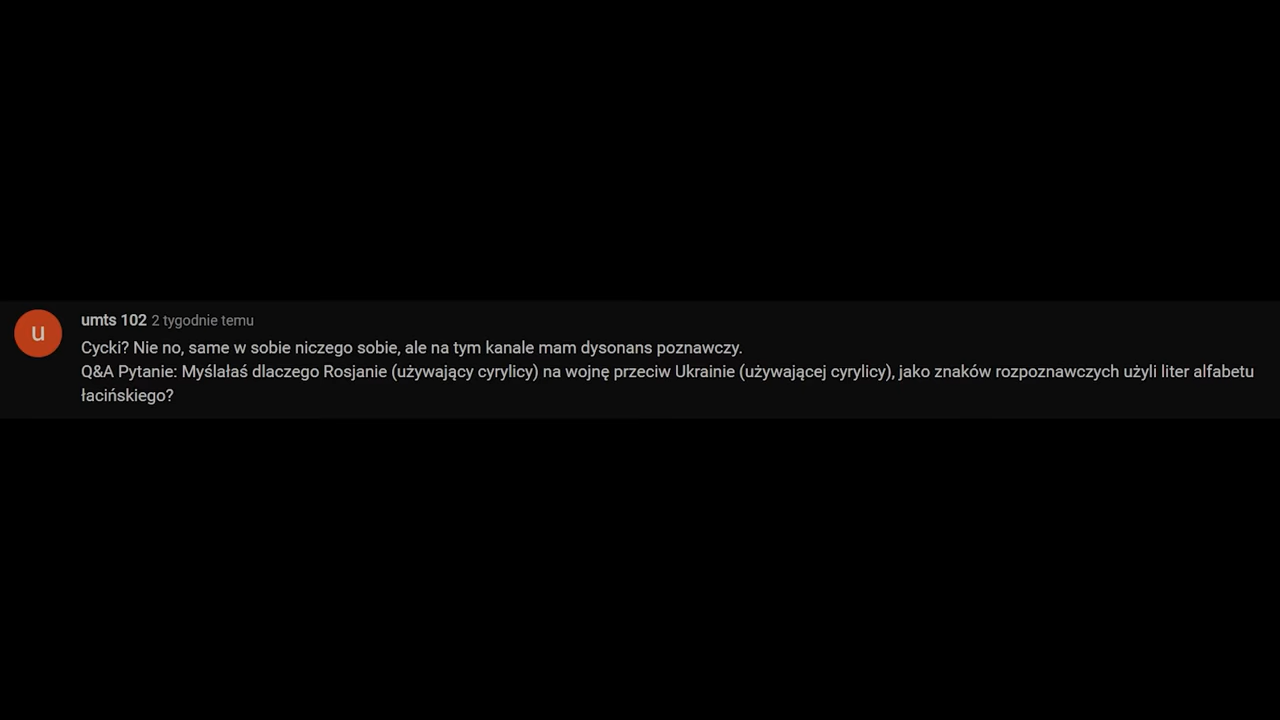 u
umts 102 2 tygodnie temu
Cycki? Nie no, same w sobie niczego sobie, ale na tym kanale mam dysonans poznawczy.
Q&A Pytanie: Myślałaś dlaczego Rosjanie (używający cyrylicy) na wojnę przeciw Ukrainie (używającej cyrylicy), jako znaków rozpoznawczych użyli liter alfabetu
łacińskiego?